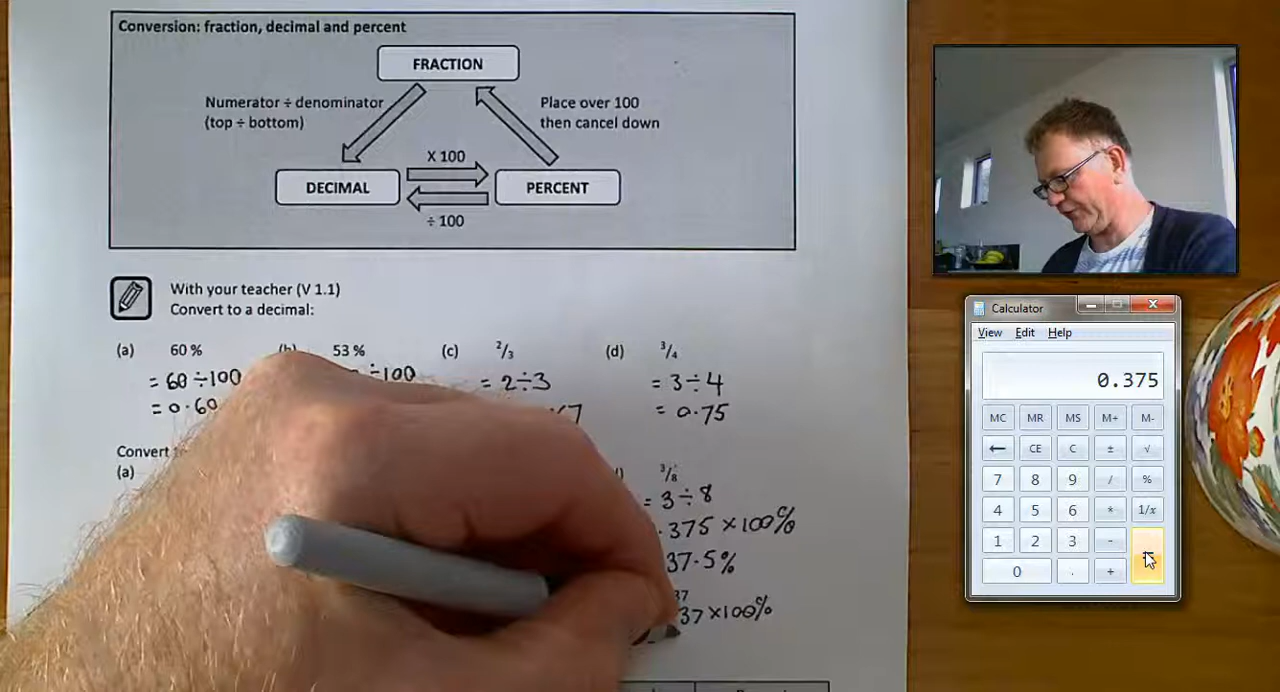 Conversion: fraction, decimal and percent
FRACTION
Numerator ÷ denominator
(top ÷ bottom)
Place over 100
then cancel down
X 100
DECIMAL
PERCENT
÷ 100
With your teacher (V 1.1)
Convert to a decimal:
(a) 60 % 53 % (c) 2/3 (d) 3/4
= 60 ÷100 ÷100 = 2÷3 = 3÷4
= 0.60 = 0.75
Convert
(a) 3/8
= 3÷8
.375 ×100%
37.5%
37
37 ×100%
Calculator
View Edit Help
0.375
MC MR MS M+ M-
← CE C ± √
7 8 9 / %
4 5 6 * 1/x
1 2 3 -
0 . +